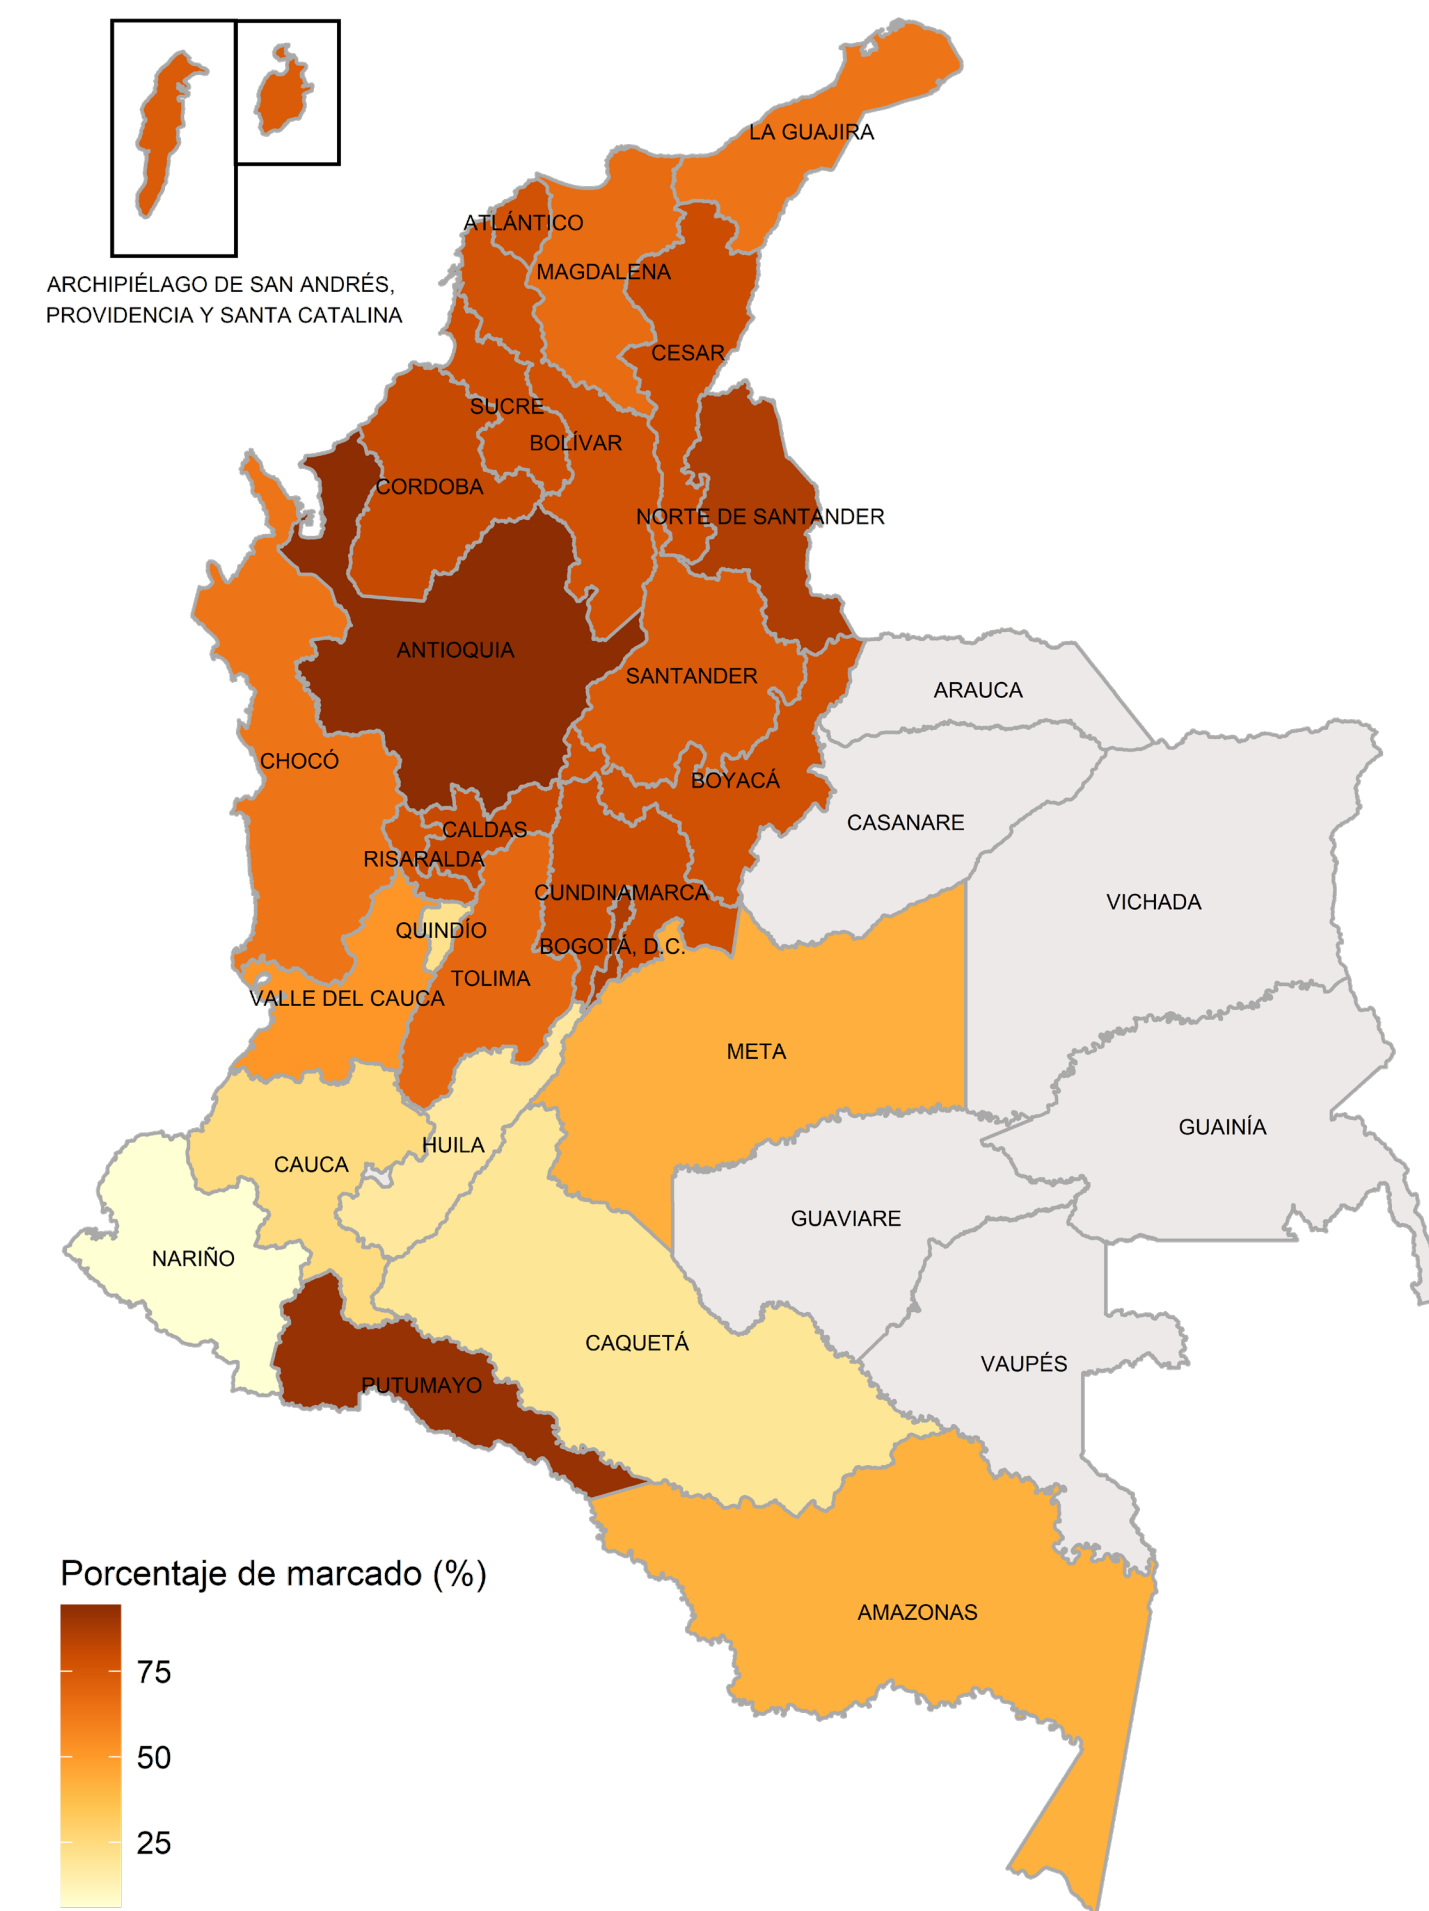 LA GUAJIRA
ATLÁNTICO
MAGDALENA
ARCHIPIÉLAGO DE SAN ANDRÉS,
PROVIDENCIA Y SANTA CATALINA
CESAR
SUCRE
BOLÍVAR
CORDOBA
NORTE DE SANTANDER
ANTIOQUIA
SANTANDER
ARAUCA
CHOCÓ
BOYACÁ
CASANARE
CALDAS
RISARALDA
CUNDINAMARCA
VICHADA
QUINDÍO
BOGOTÁ, D.C.
TOLIMA
VALLE DEL CAUCA
META
GUAINÍA
HUILA
CAUCA
GUAVIARE
NARIÑO
CAQUETÁ
VAUPÉS
PUTUMAYO
Porcentaje de marcado (%)
AMAZONAS
75
50
25